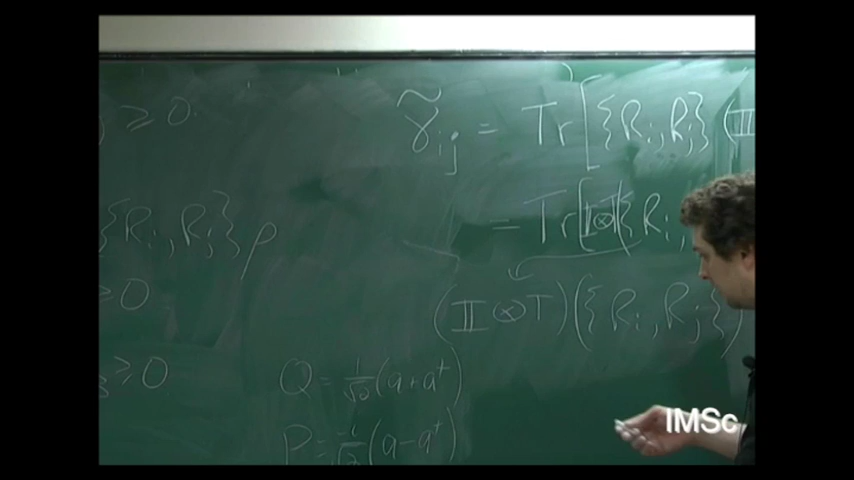 ≥ 0
γ̃ij = Tr[{Ri, Rj}(𝕀
{Ri, Rj}ρ
= Tr[𝕀⊗ {Ri,
≥0
(𝕀 ⊗ T)({Ri, Rj})
≥ 0
Q = 1/√2 (a + a†)
P = -i/√2 (a - a†)
IMSc